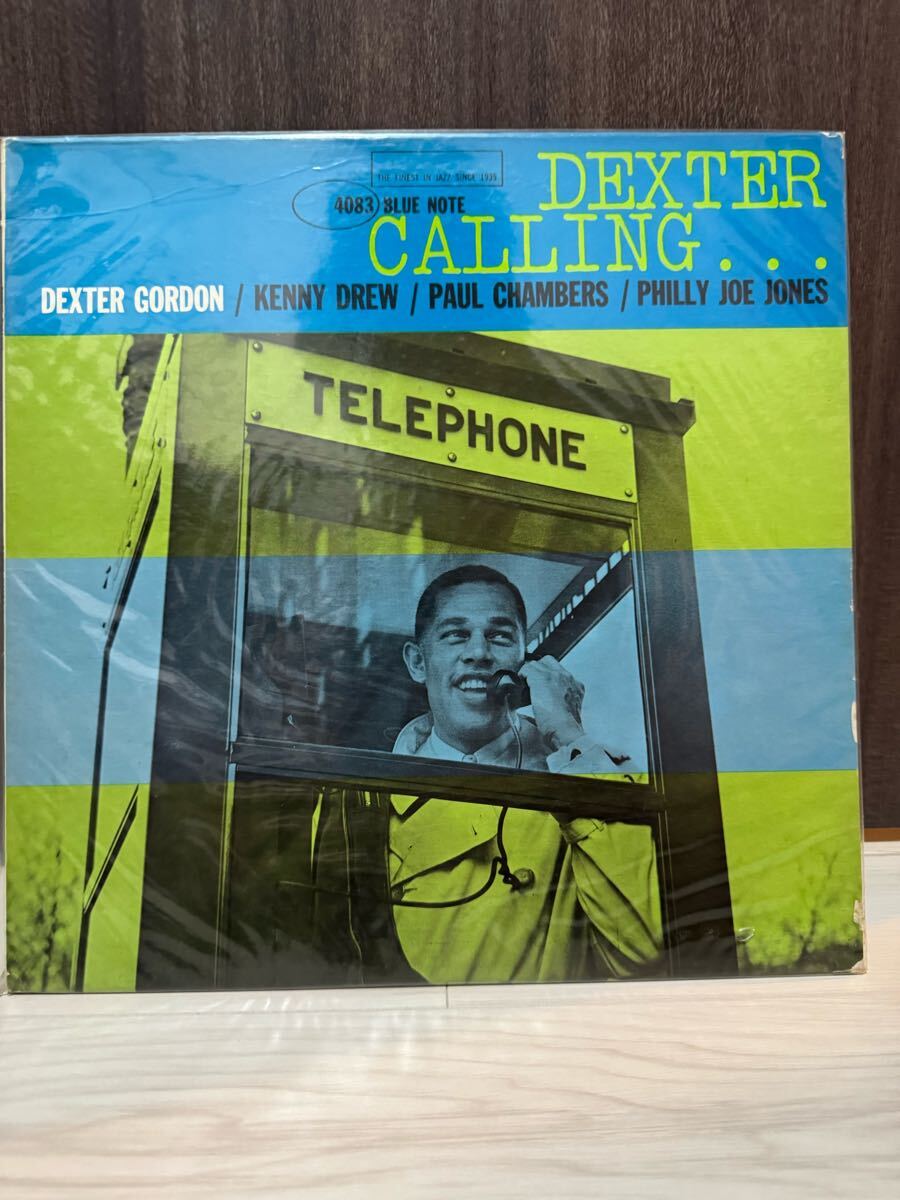 THE FINEST IN JAZZ SINCE 1939
4083 BLUE NOTE
DEXTER
CALLING...
DEXTER GORDON / KENNY DREW / PAUL CHAMBERS / PHILLY JOE JONES
TELEPHONE